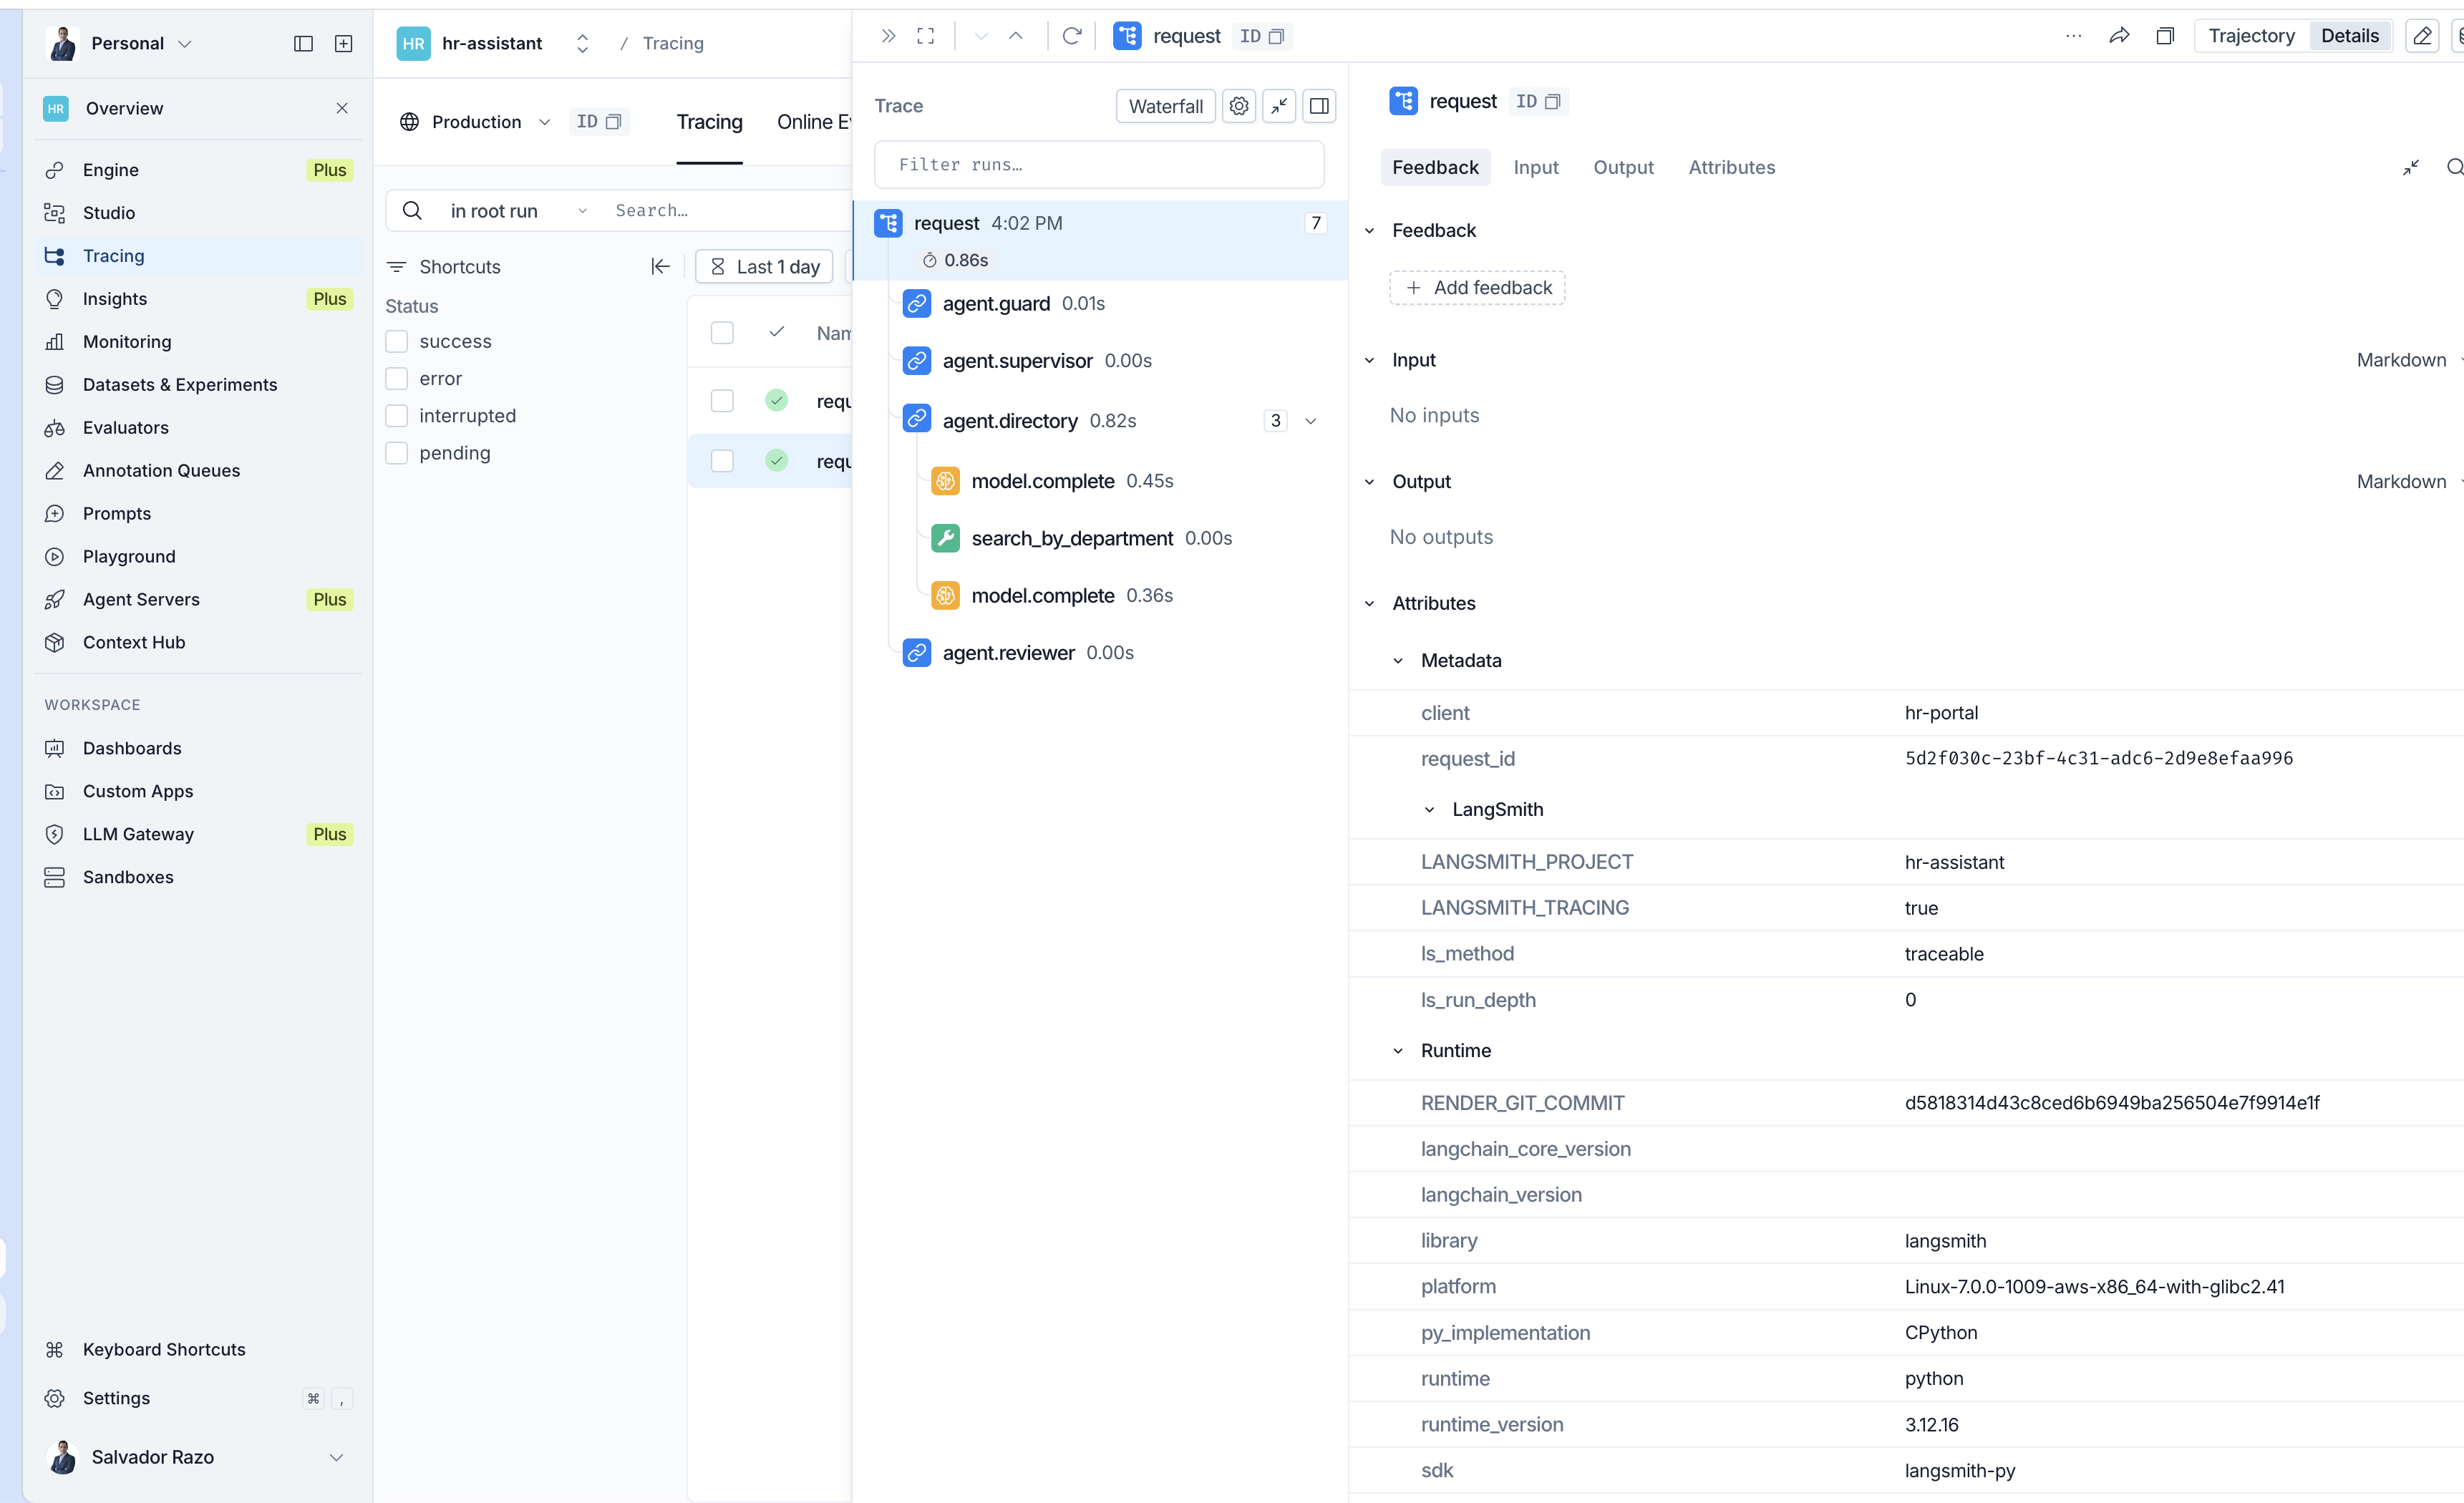 Personal
HR Overview
Engine Plus
Studio
Tracing
Insights Plus
Monitoring
Datasets & Experiments
Evaluators
Annotation Queues
Prompts
Playground
Agent Servers Plus
Context Hub
WORKSPACE
Dashboards
Custom Apps
LLM Gateway Plus
Sandboxes
Keyboard Shortcuts
Settings ⌘ ,
Salvador Razo
HR hr-assistant / Tracing
Production ID Tracing Online Ev
in root run Search…
Shortcuts Last 1 day
Status
success
error
interrupted
pending
Nam
requ
requ
request ID
Trajectory Details
Trace Waterfall
Filter runs…
request 4:02 PM 7
0.86s
agent.guard 0.01s
agent.supervisor 0.00s
agent.directory 0.82s 3
model.complete 0.45s
search_by_department 0.00s
model.complete 0.36s
agent.reviewer 0.00s
request ID
Feedback Input Output Attributes
Feedback
+ Add feedback
Input Markdown
No inputs
Output Markdown
No outputs
Attributes
Metadata
client hr-portal
request_id 5d2f030c-23bf-4c31-adc6-2d9e8efaa996
LangSmith
LANGSMITH_PROJECT hr-assistant
LANGSMITH_TRACING true
ls_method traceable
ls_run_depth 0
Runtime
RENDER_GIT_COMMIT d5818314d43c8ced6b6949ba256504e7f9914e1f
langchain_core_version
langchain_version
library langsmith
platform Linux-7.0.0-1009-aws-x86_64-with-glibc2.41
py_implementation CPython
runtime python
runtime_version 3.12.16
sdk langsmith-py